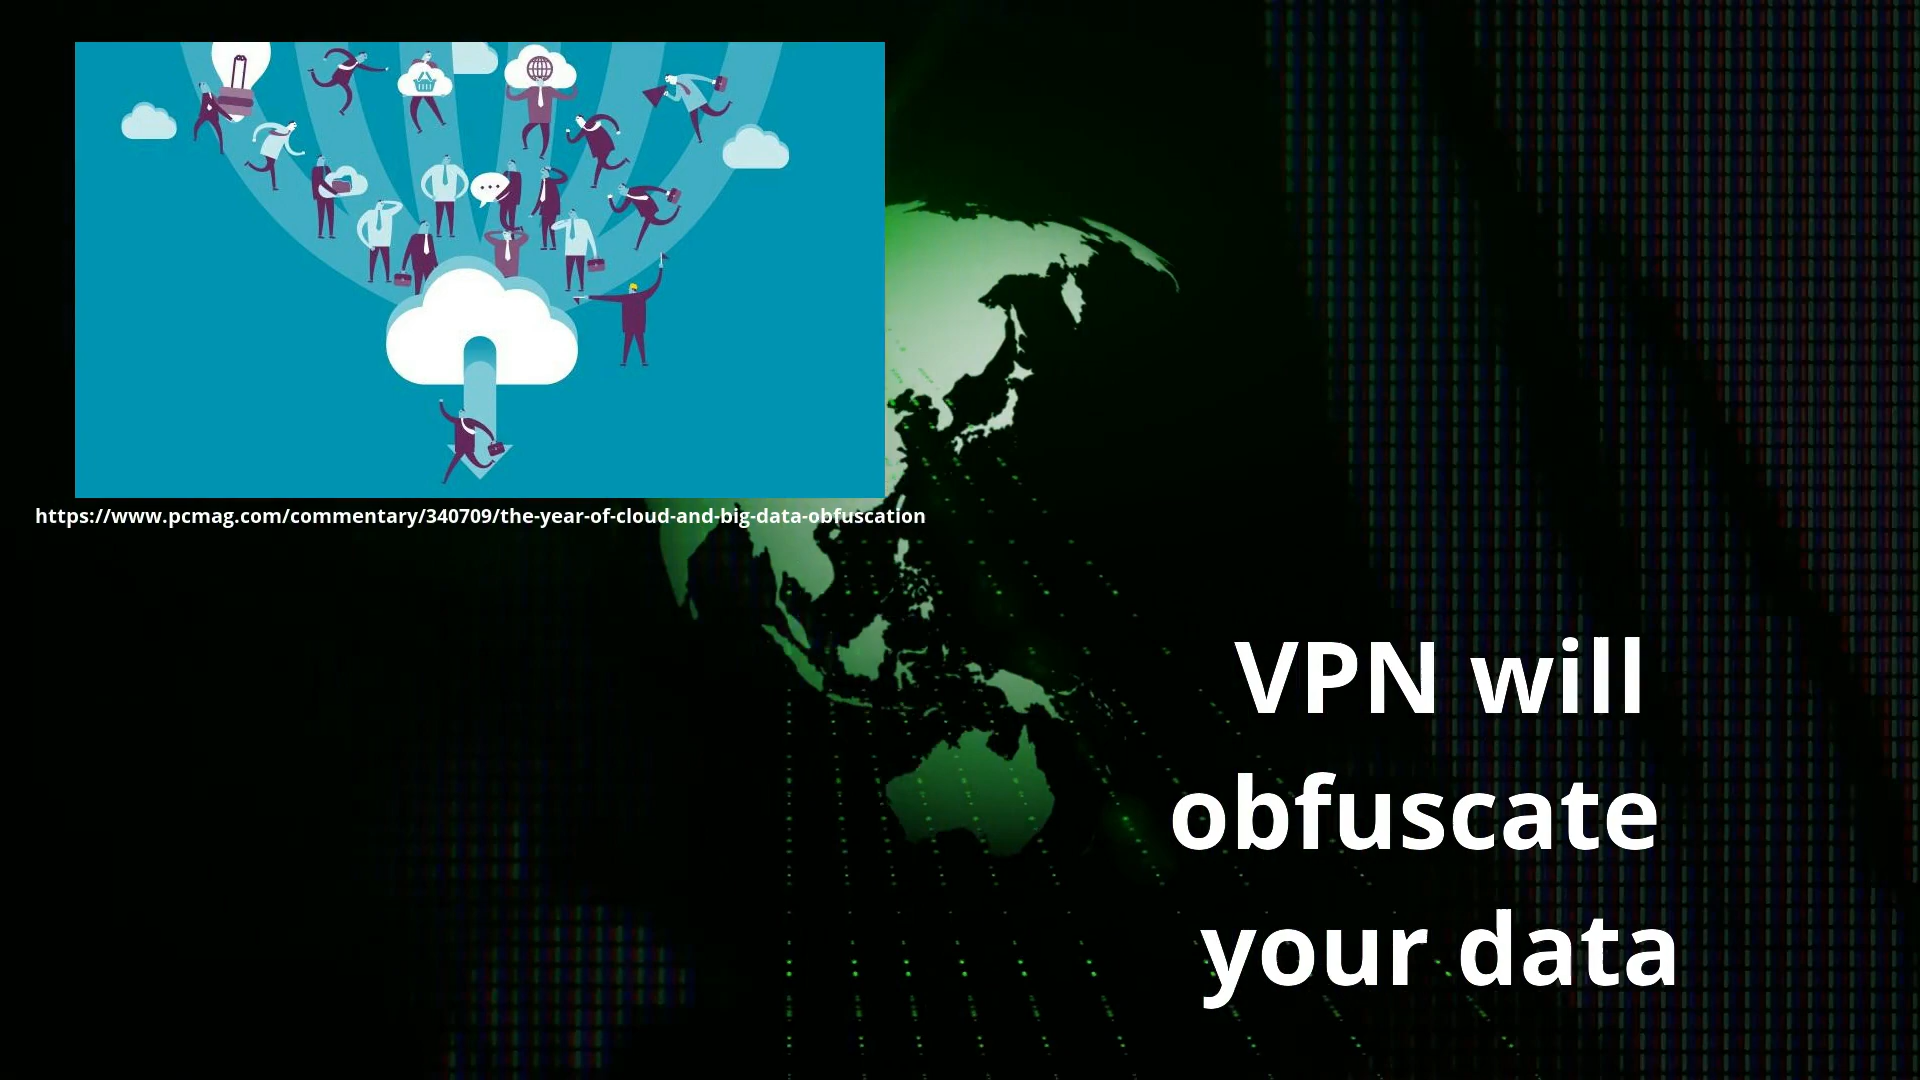 https://www.pcmag.com/commentary/340709/the-year-of-cloud-and-big-data-obfuscation
VPN will
obfuscate
your data